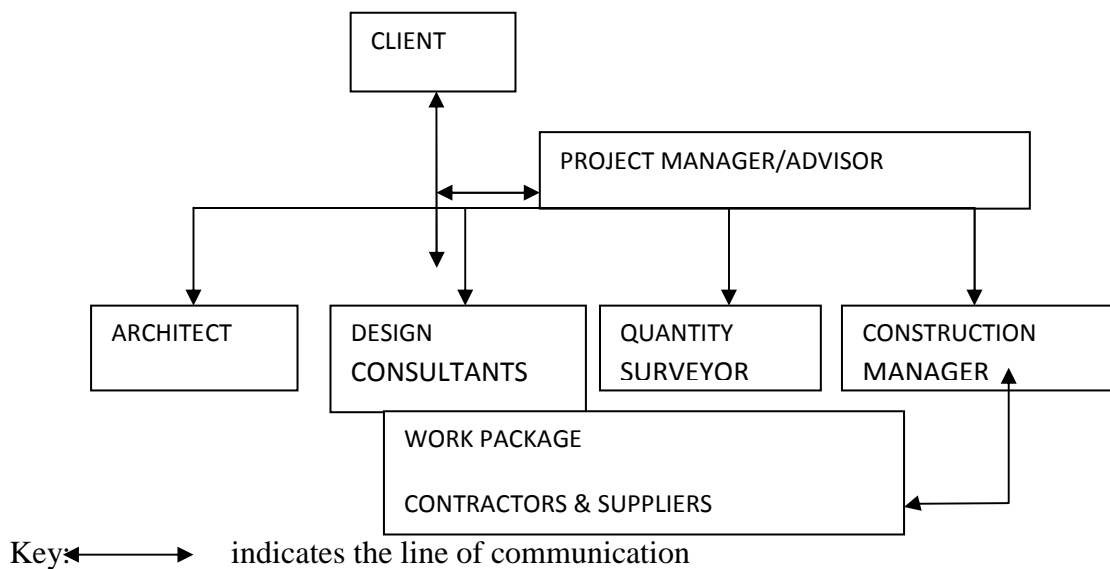 CLIENT
PROJECT MANAGER/ADVISOR
ARCHITECT
DESIGN
CONSULTANTS
QUANTITY
SURVEYOR
CONSTRUCTION
MANAGER
WORK PACKAGE
CONTRACTORS & SUPPLIERS
Key: indicates the line of communication